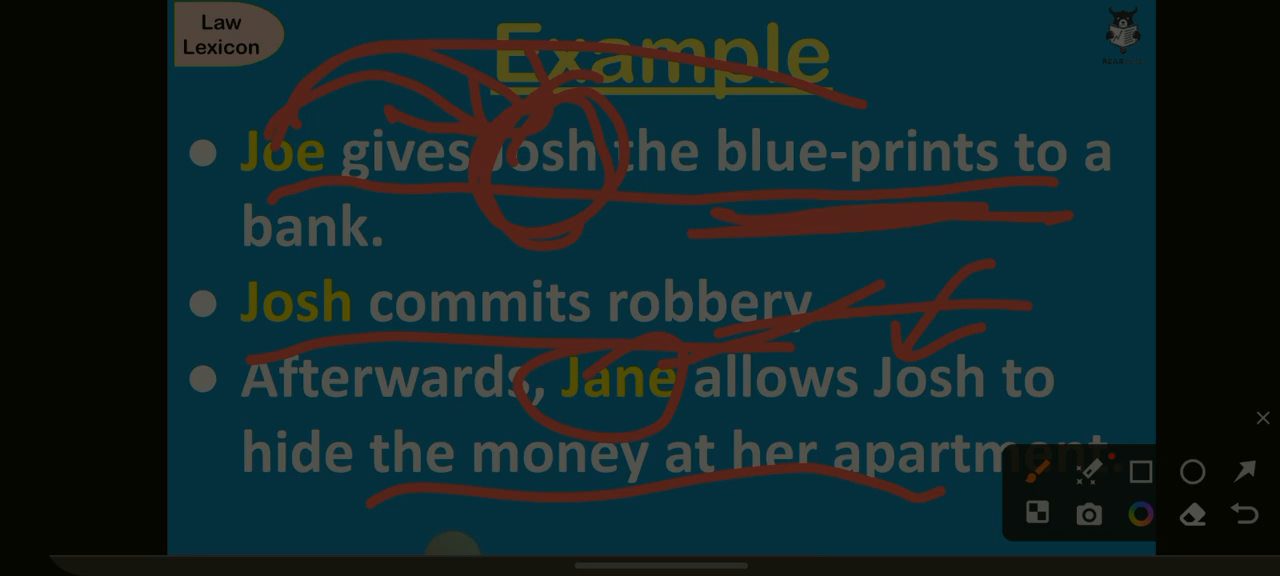 Law
Lexicon
Example
Joe gives Josh the blue-prints to a
bank.
Josh commits robbery
Afterwards, Jane allows Josh to
hide the money at her apartment.